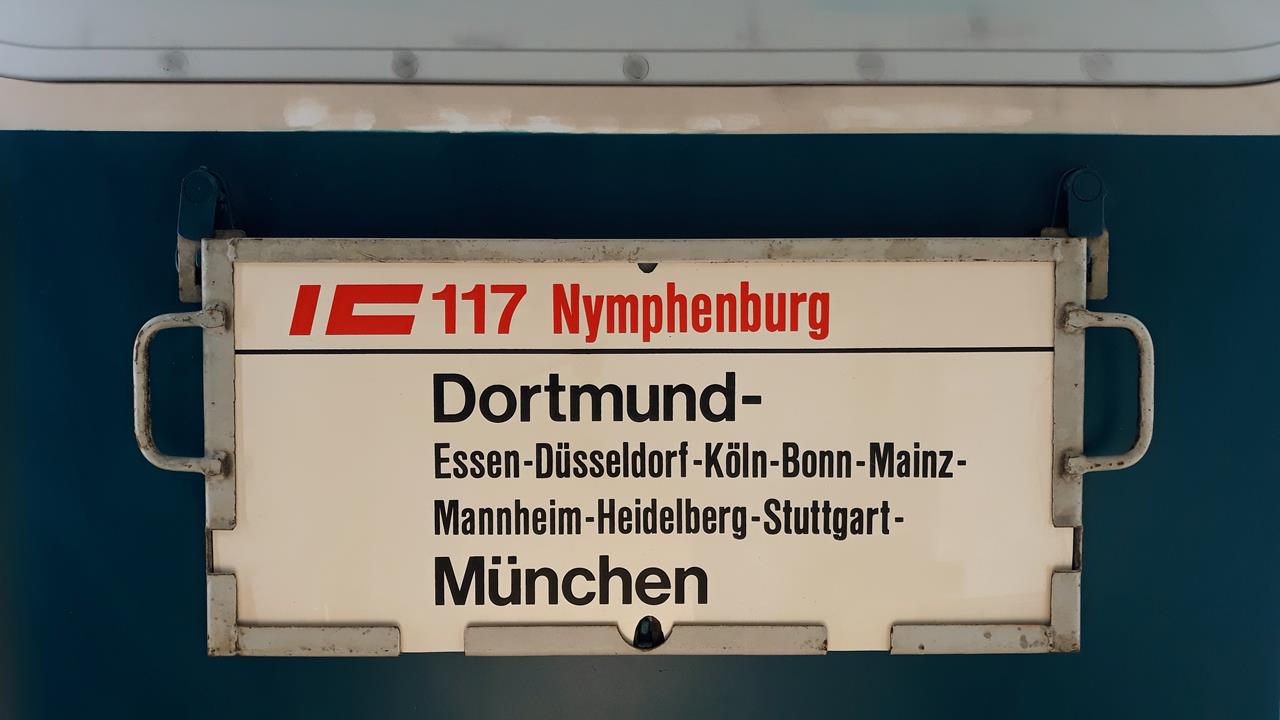 IC 117 Nymphenburg
Dortmund-
Essen-Düsseldorf-Köln-Bonn-Mainz-
Mannheim-Heidelberg-Stuttgart-
München